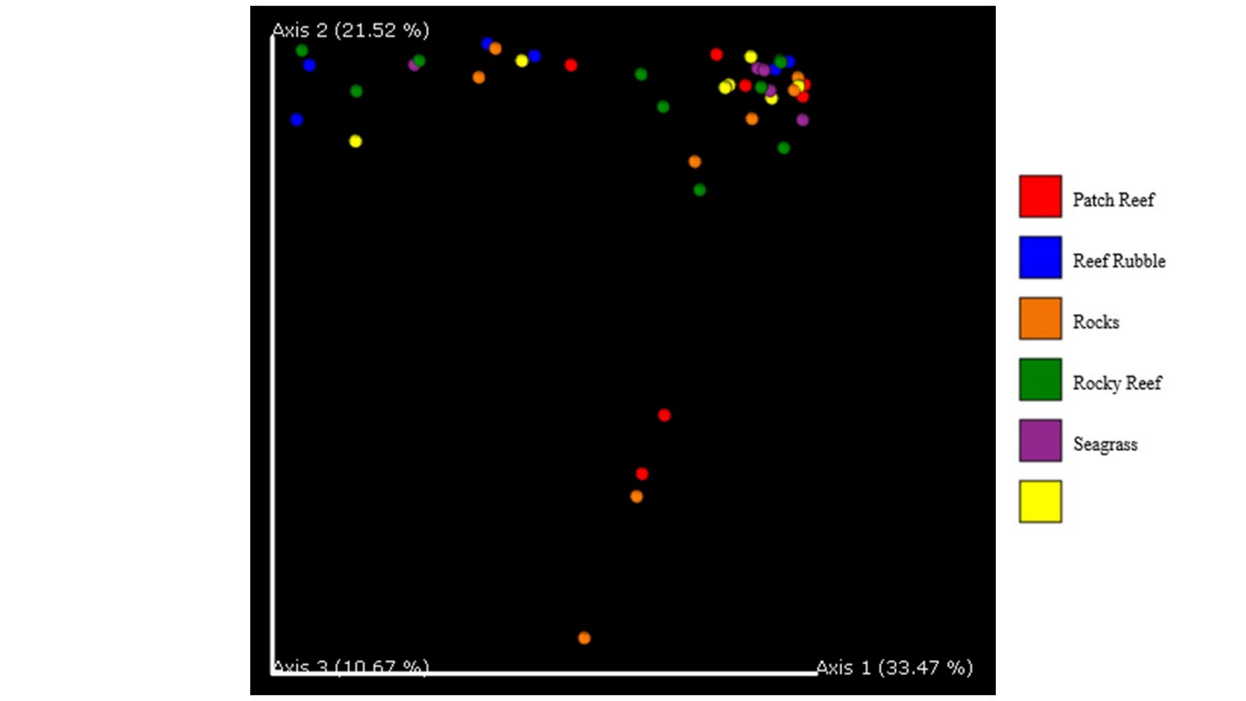 Axis 2 (21.52 %)
Patch Reef
Reef Rubble
Rocks
Rocky Reef
Seagrass
Axis 3 (10.67 %)
Axis 1 (33.47 %)